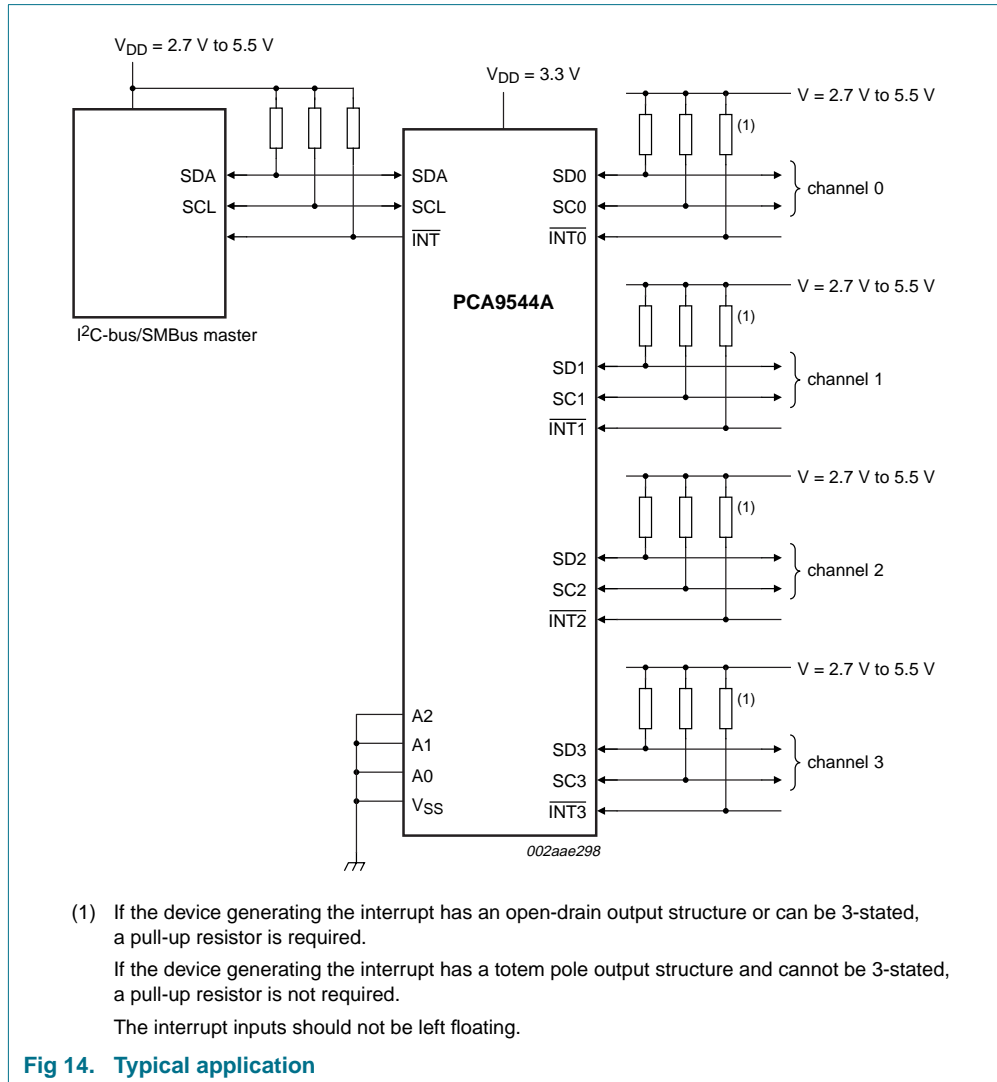 V_DD = 2.7 V to 5.5 V
V_DD = 3.3 V
V = 2.7 V to 5.5 V
(1)
SDA
SCL
SDA
SCL
INT
SD0
SC0
INT0
channel 0
I²C-bus/SMBus master
PCA9544A
V = 2.7 V to 5.5 V
(1)
SD1
SC1
INT1
channel 1
V = 2.7 V to 5.5 V
(1)
SD2
SC2
INT2
channel 2
V = 2.7 V to 5.5 V
(1)
SD3
SC3
INT3
channel 3
A2
A1
A0
V_SS
002aae298
(1) If the device generating the interrupt has an open-drain output structure or can be 3-stated,
a pull-up resistor is required.
If the device generating the interrupt has a totem pole output structure and cannot be 3-stated,
a pull-up resistor is not required.
The interrupt inputs should not be left floating.
Fig 14. Typical application